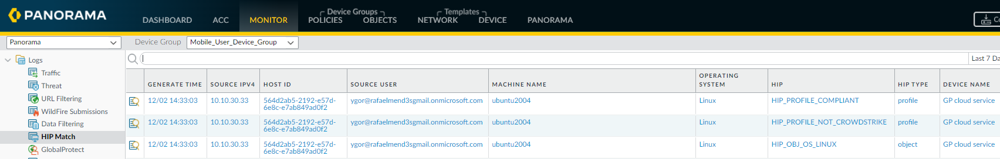 PANORAMA
Device Groups
Templates
DASHBOARD ACC MONITOR POLICIES OBJECTS NETWORK DEVICE PANORAMA
Panorama
Device Group Mobile_User_Device_Group
Logs
Traffic
Threat
URL Filtering
WildFire Submissions
Data Filtering
HIP Match
GlobalProtect
Last 7 Da
GENERATE TIME SOURCE IPV4 HOST ID SOURCE USER MACHINE NAME OPERATING SYSTEM HIP HIP TYPE DEVICE NAME
12/02 14:33:03 10.10.30.33 564d2ab5-2192-e57d-6e8c-e7ab849ad0f2 ygor@rafaelmend3sgmail.onmicrosoft.com ubuntu2004 Linux HIP_PROFILE_COMPLIANT profile GP cloud service
12/02 14:33:03 10.10.30.33 564d2ab5-2192-e57d-6e8c-e7ab849ad0f2 ygor@rafaelmend3sgmail.onmicrosoft.com ubuntu2004 Linux HIP_PROFILE_NOT_CROWDSTRIKE profile GP cloud service
12/02 14:33:03 10.10.30.33 564d2ab5-2192-e57d-6e8c-e7ab849ad0f2 ygor@rafaelmend3sgmail.onmicrosoft.com ubuntu2004 Linux HIP_OBJ_OS_LINUX object GP cloud service